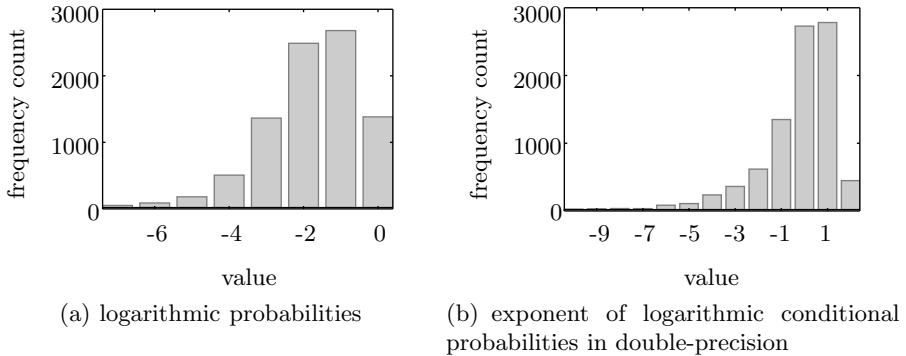 3000
2000
1000
0
frequency count
-6 -4 -2 0
value
(a) logarithmic probabilities
3000
2000
1000
0
frequency count
-9 -7 -5 -3 -1 1
value
(b) exponent of logarithmic conditional
probabilities in double-precision